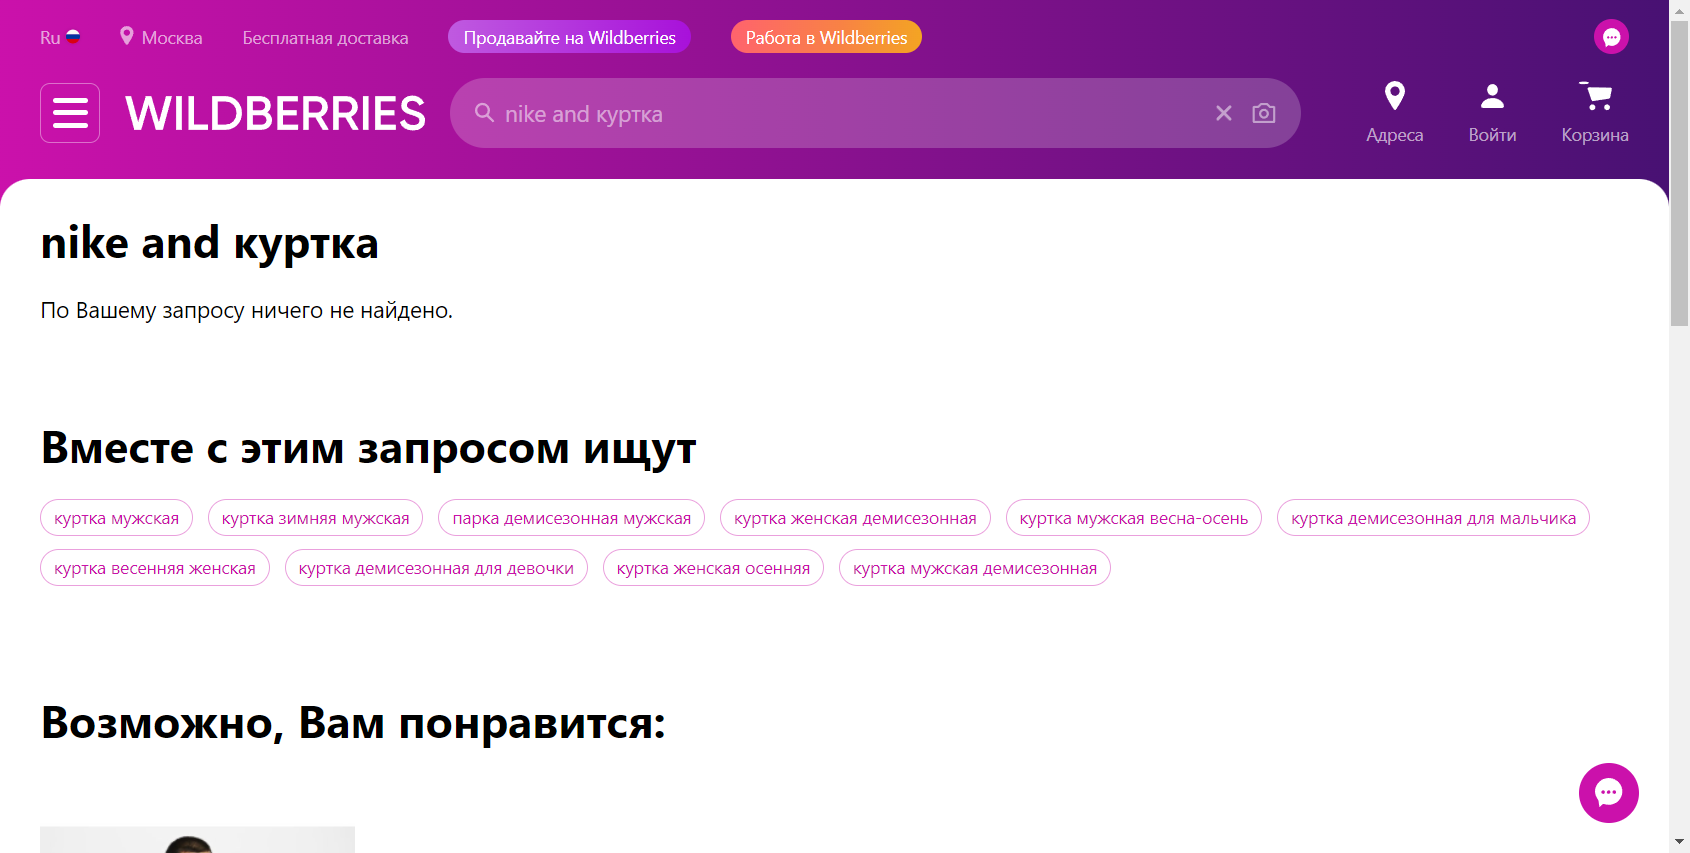 Ru Москва Бесплатная доставка Продавайте на Wildberries Работа в Wildberries
WILDBERRIES nike and куртка Адреса Войти Корзина
nike and куртка
По Вашему запросу ничего не найдено.
Вместе с этим запросом ищут
куртка мужская куртка зимняя мужская парка демисезонная мужская куртка женская демисезонная куртка мужская весна-осень куртка демисезонная для мальчика
куртка весенняя женская куртка демисезонная для девочки куртка женская осенняя куртка мужская демисезонная
Возможно, Вам понравится: